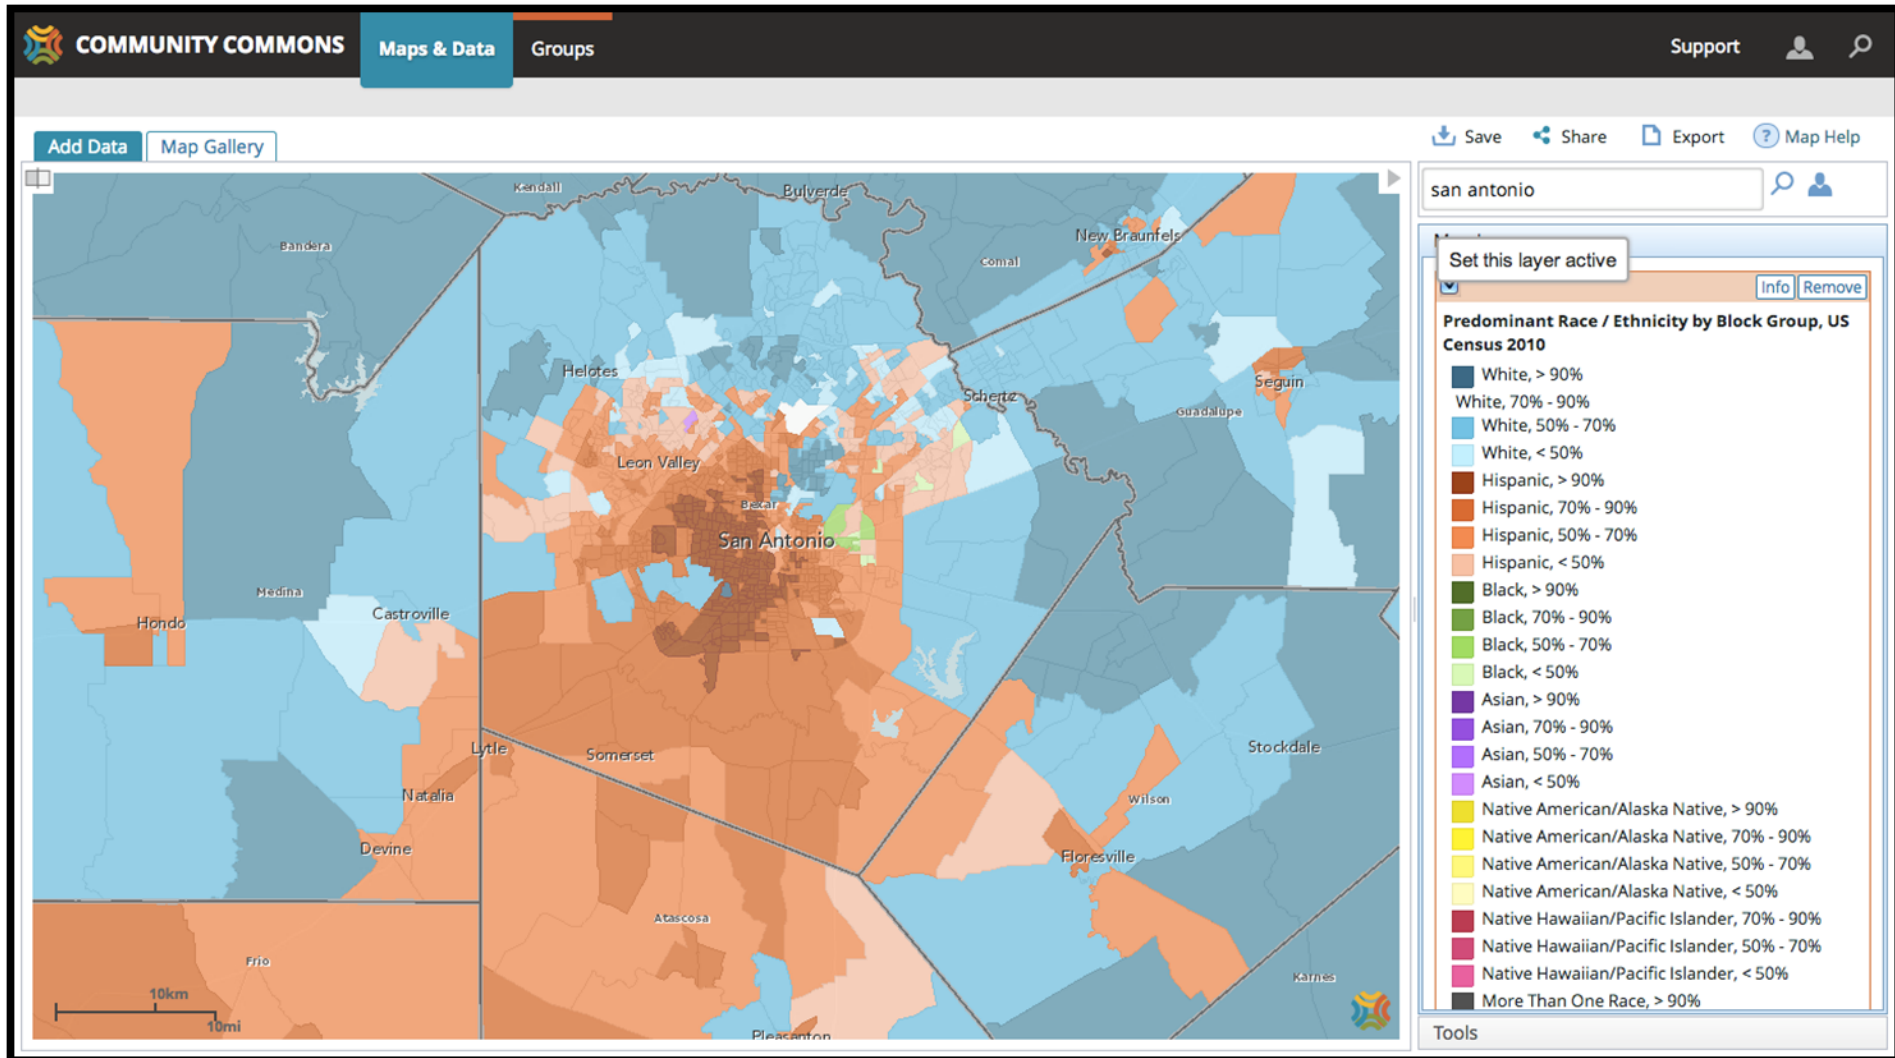 COMMUNITY COMMONS
Maps & Data
Groups
Support
Add Data
Map Gallery
Save
Share
Export
? Map Help
san antonio
Set this layer active
Info
Remove
Predominant Race / Ethnicity by Block Group, US
Census 2010
White, > 90%
White, 70% - 90%
White, 50% - 70%
White, < 50%
Hispanic, > 90%
Hispanic, 70% - 90%
Hispanic, 50% - 70%
Hispanic, < 50%
Black, > 90%
Black, 70% - 90%
Black, 50% - 70%
Black, < 50%
Asian, > 90%
Asian, 70% - 90%
Asian, 50% - 70%
Asian, < 50%
Native American/Alaska Native, > 90%
Native American/Alaska Native, 70% - 90%
Native American/Alaska Native, 50% - 70%
Native American/Alaska Native, < 50%
Native Hawaiian/Pacific Islander, 70% - 90%
Native Hawaiian/Pacific Islander, 50% - 70%
Native Hawaiian/Pacific Islander, < 50%
More Than One Race, > 90%
Tools
Kendall
Bulverde
Bandera
New Braunfels
Comal
Helotes
Schertz
Seguin
Guadalupe
Leon Valley
Bexar
San Antonio
Medina
Castroville
Hondo
Lytle
Somerset
Stockdale
Natalia
Wilson
Devine
Floresville
Atascosa
Frio
Karnes
10km
10mi
Pleasanton